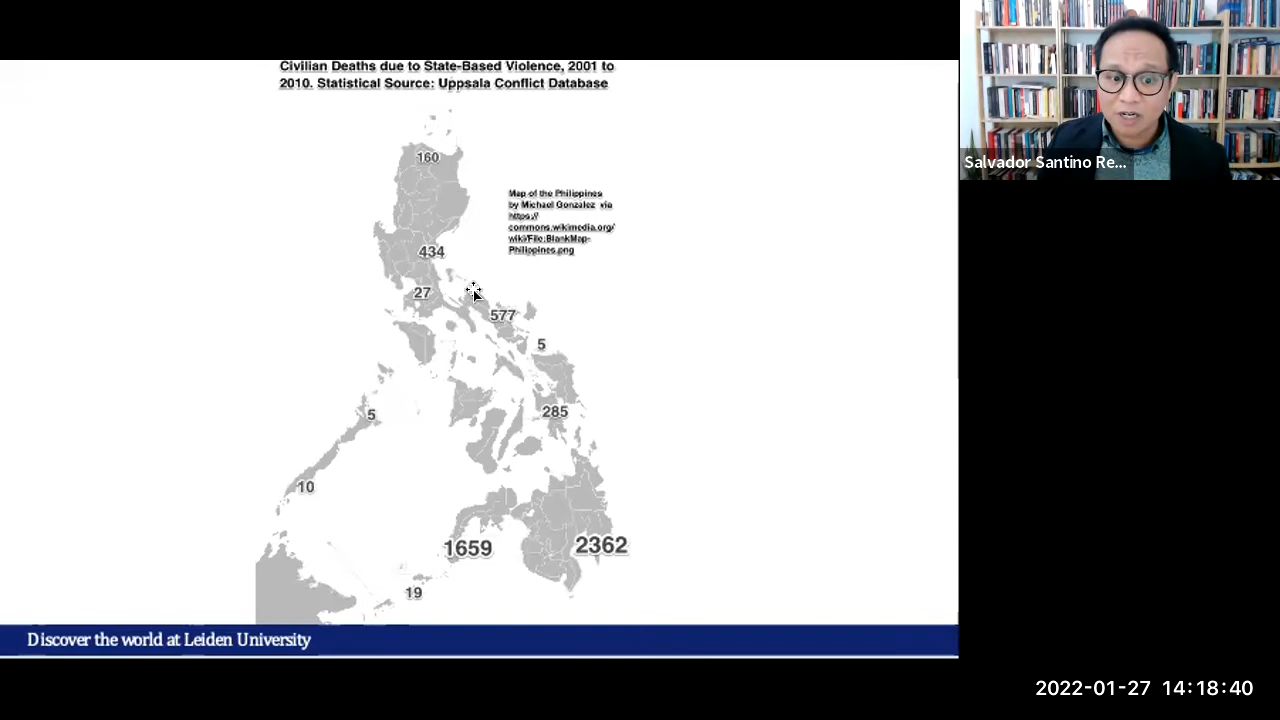 Civilian Deaths due to State-Based Violence, 2001 to
2010. Statistical Source: Uppsala Conflict Database
160
Map of the Philippines
by Michael Gonzalez via
https://
commons.wikimedia.org/
wiki/File:BlankMap-
Philippines.png
434
27
577
5
285
5
10
1659
2362
19
Discover the world at Leiden University
Salvador Santino Re...
2022-01-27 14:18:40